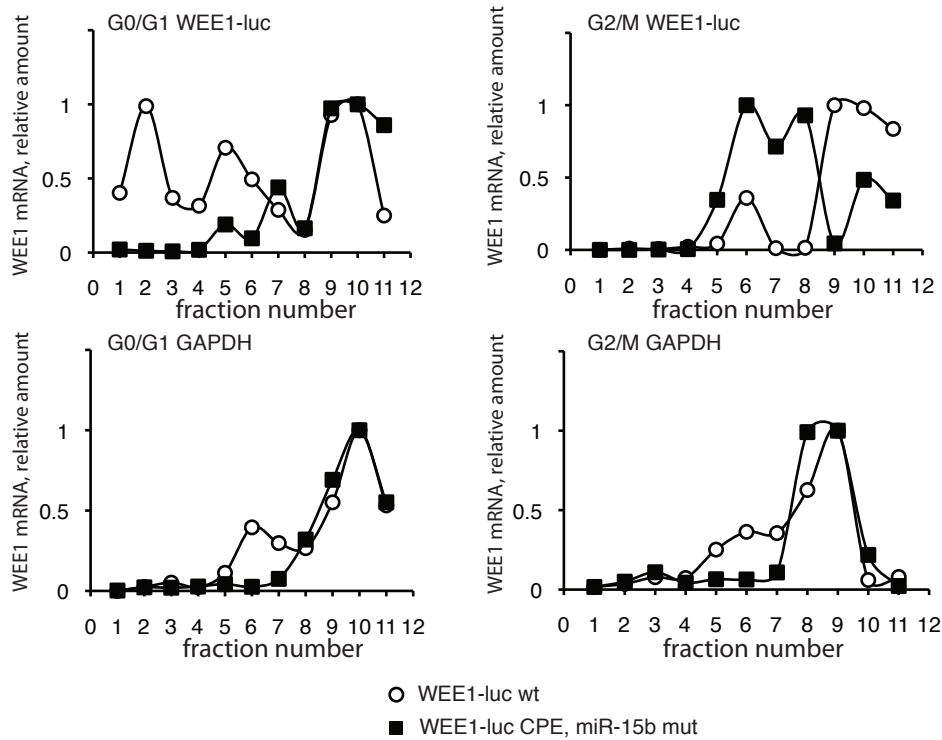 G0/G1 WEE1-luc
WEE1 mRNA, relative amount
1
0.5
0
0 1 2 3 4 5 6 7 8 9 10 11 12
fraction number
G2/M WEE1-luc
WEE1 mRNA, relative amount
1
0.5
0
0 1 2 3 4 5 6 7 8 9 10 11 12
fraction number
G0/G1 GAPDH
WEE1 mRNA, relative amount
1
0.5
0
0 1 2 3 4 5 6 7 8 9 10 11 12
fraction number
G2/M GAPDH
WEE1 mRNA, relative amount
1
0.5
0
0 1 2 3 4 5 6 7 8 9 10 11 12
fraction number
WEE1-luc wt
WEE1-luc CPE, miR-15b mut